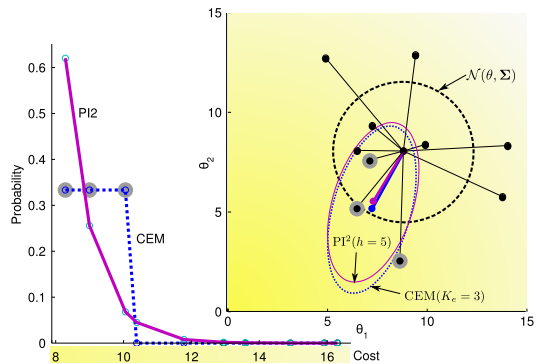 15
10
5
0
0
5
10
15
θ₂
θ₁
𝒩(θ, Σ)
PI²(h = 5)
CEM(Kₑ = 3)
0.6
0.5
0.4
0.3
0.2
0.1
0
Probability
PI2
CEM
8
10
12
14
16
Cost